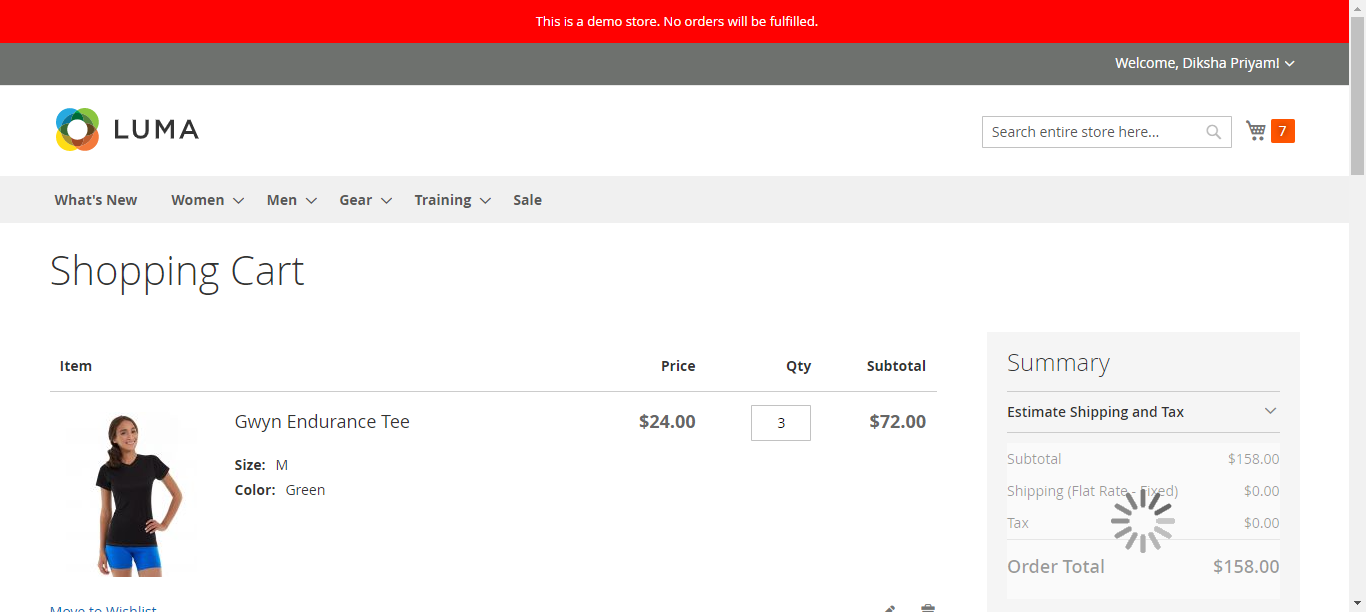 This is a demo store. No orders will be fulfilled.
Welcome, Diksha Priyam!
LUMA
Search entire store here...
7
What's New Women Men Gear Training Sale
Shopping Cart
Item Price Qty Subtotal
Gwyn Endurance Tee $24.00 3 $72.00
Size: M
Color: Green
Move to Wishlist
Summary
Estimate Shipping and Tax
Subtotal $158.00
Shipping (Flat Rate - Fixed) $0.00
Tax $0.00
Order Total $158.00